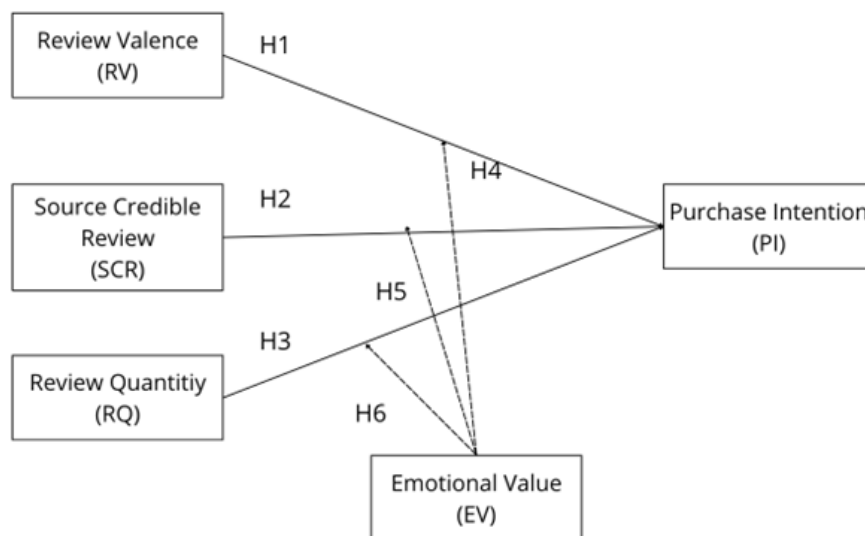 Review Valence
(RV)
H1
H4
Source Credible
Review
(SCR)
H2
Purchase Intention
(PI)
H5
H3
Review Quantitiy
(RQ)
H6
Emotional Value
(EV)